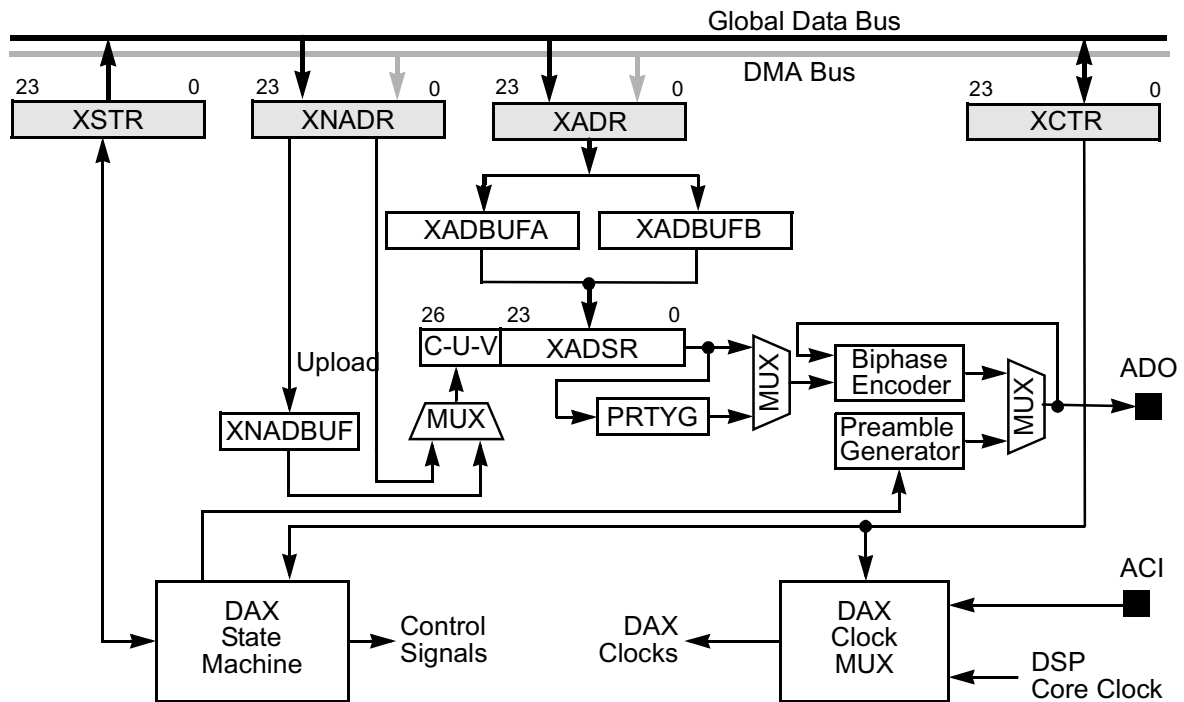 Global Data Bus
DMA Bus
23 0
XSTR
23 0
XNADR
23 0
XADR
23 0
XCTR
XADBUFA
XADBUFB
26 23 0
C-U-V
XADSR
Upload
MUX
Biphase
Encoder
MUX
ADO
XNADBUF
MUX
PRTYG
Preamble
Generator
ACI
DAX
State
Machine
Control
Signals
DAX
Clocks
DAX
Clock
MUX
DSP
Core Clock